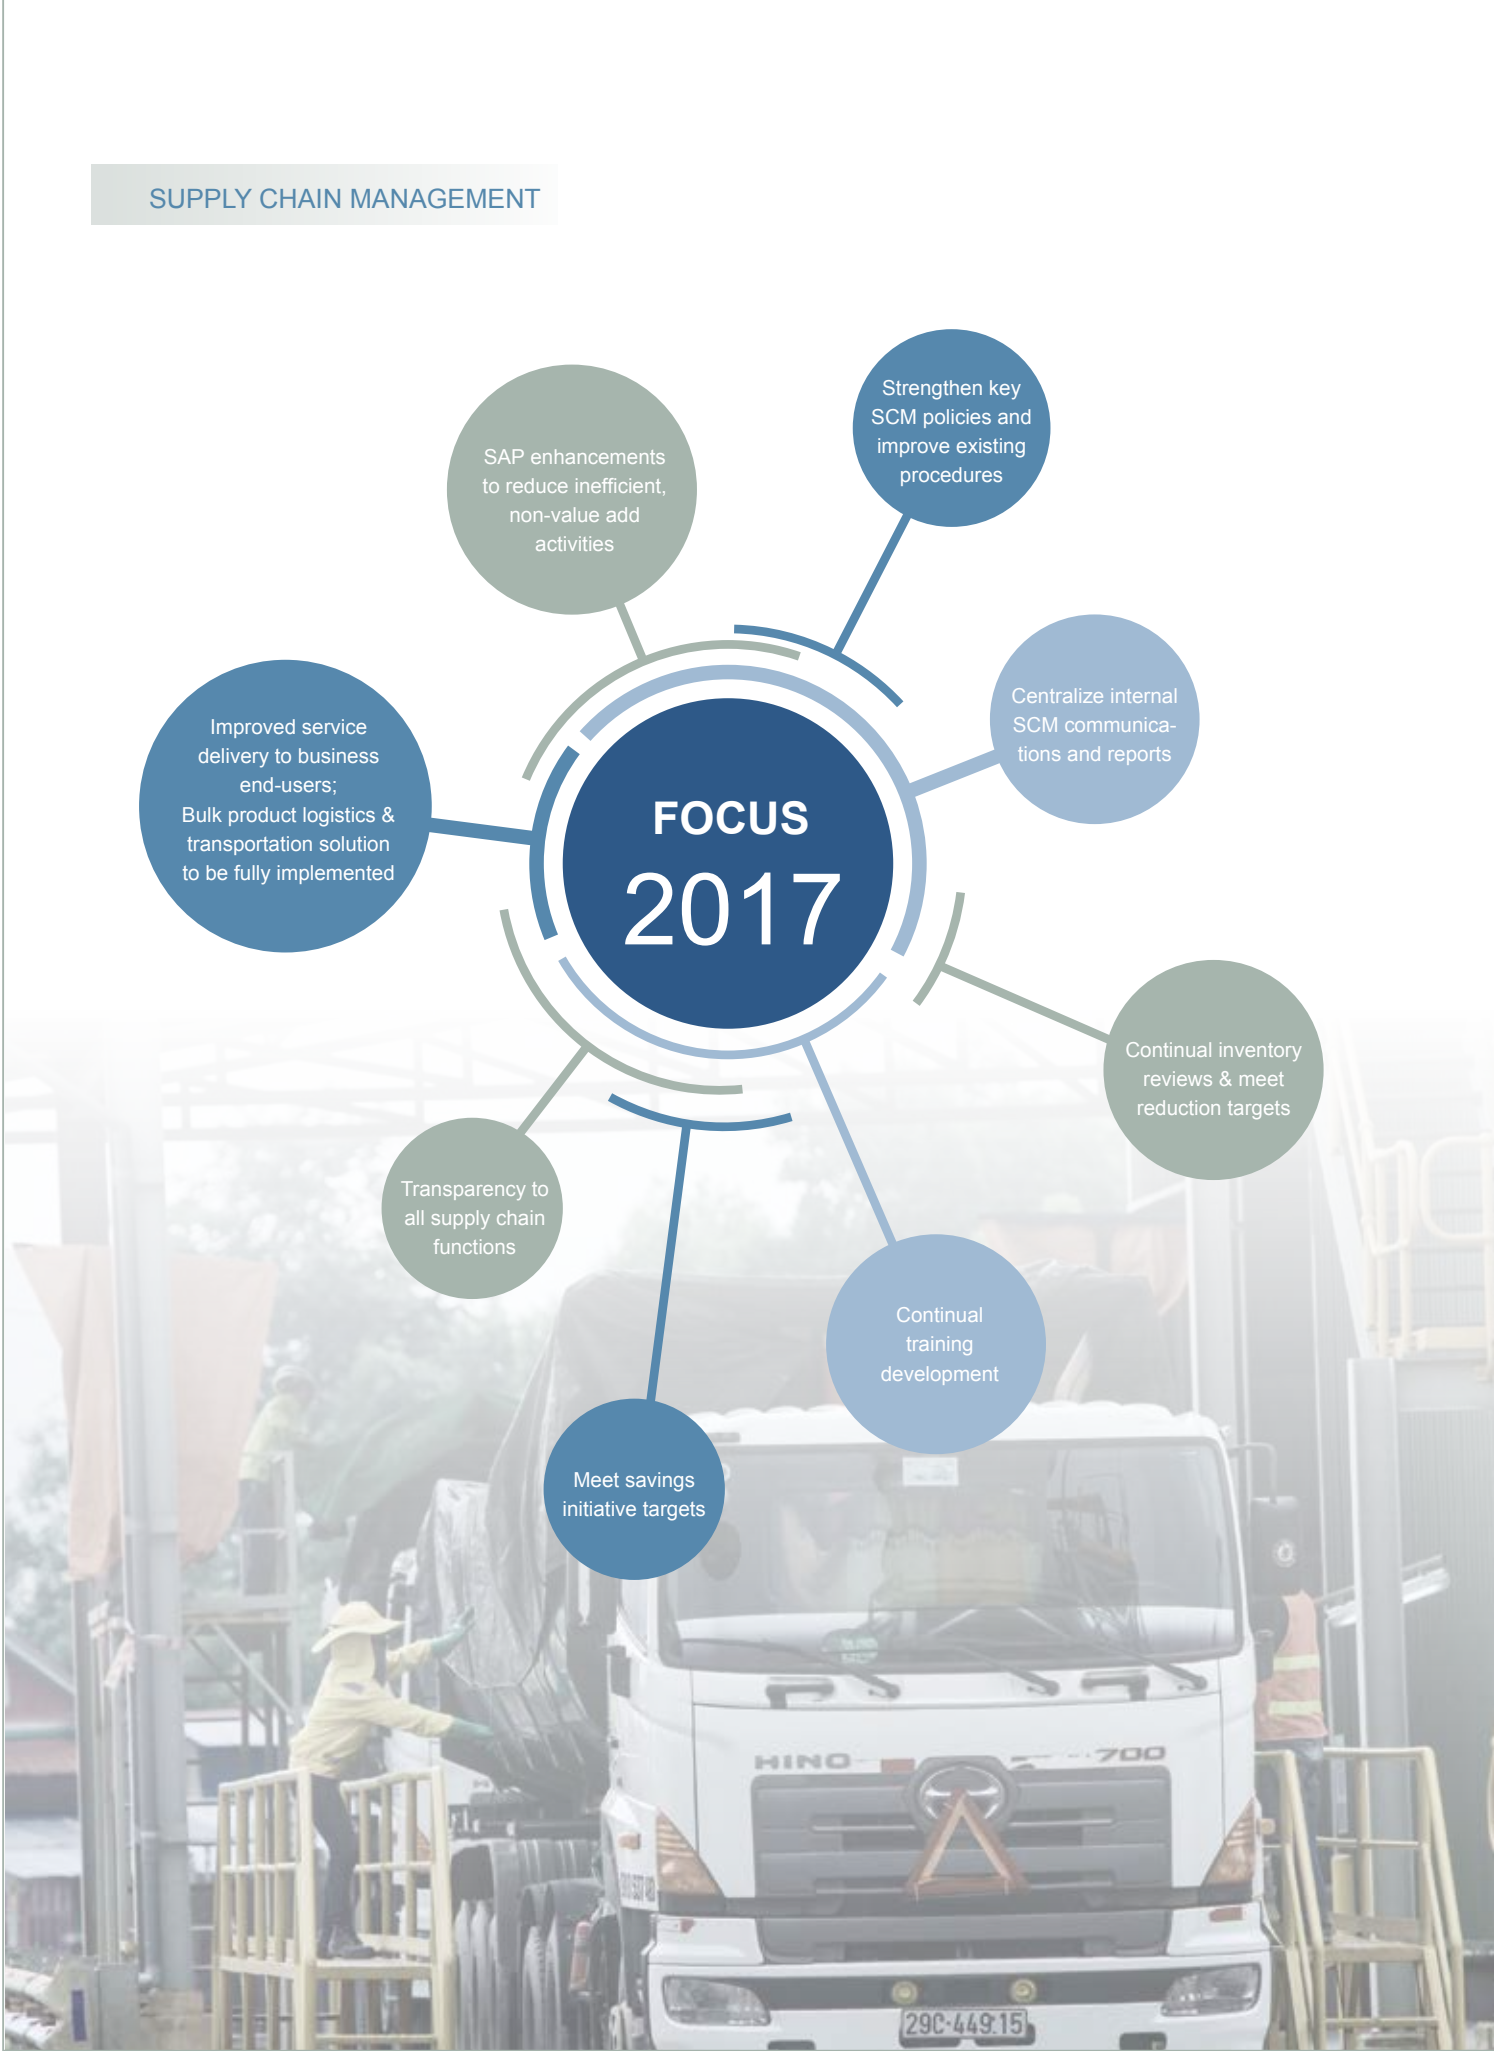 SUPPLY CHAIN MANAGEMENT
Strengthen key
SCM policies and
improve existing
procedures
SAP enhancements
to reduce inefficient,
non-value add
activities
Centralize internal
SCM communica-
tions and reports
Improved service
delivery to business
end-users;
Bulk product logistics &
transportation solution
to be fully implemented
FOCUS
2017
Continual inventory
reviews & meet
reduction targets
Transparency to
all supply chain
functions
Continual
training
development
Meet savings
initiative targets
HINO
700
29C-449.15